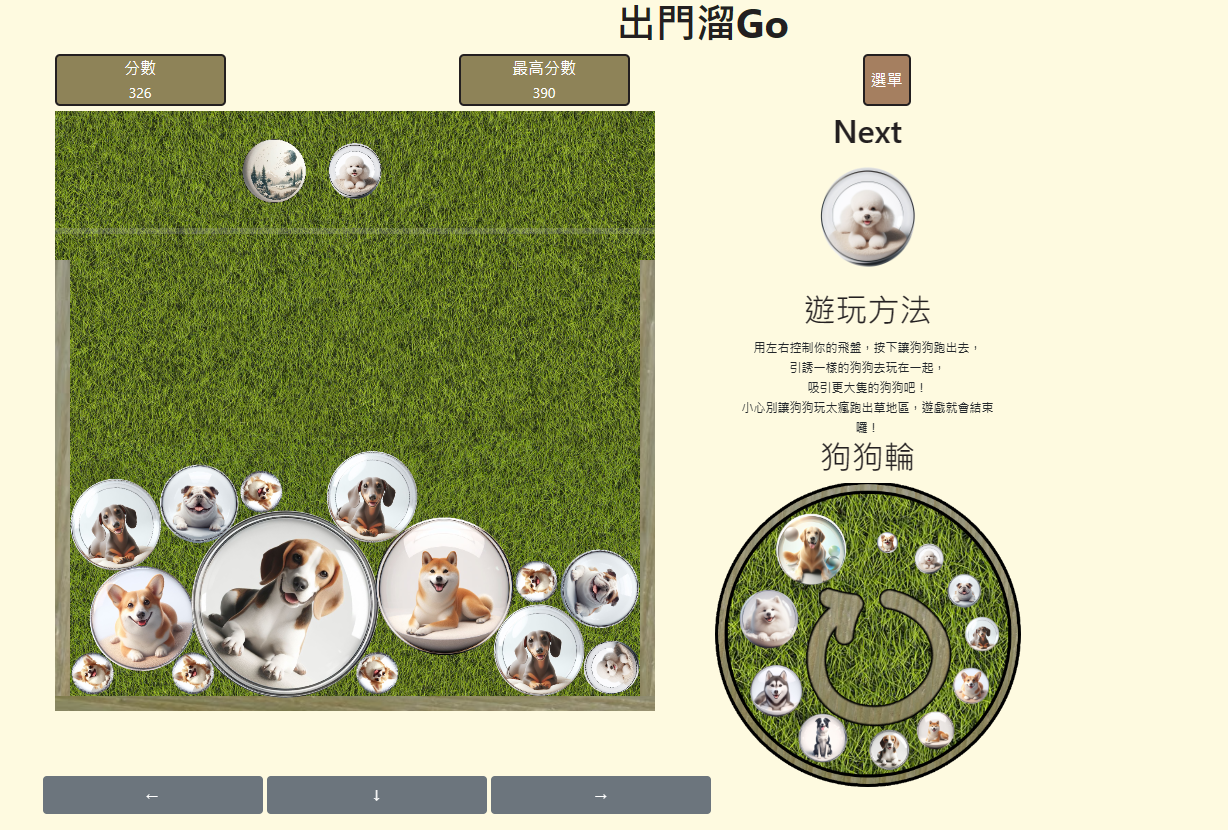 出門溜Go
分數
326
最高分數
390
選單
Next
遊玩方法
用左右控制你的飛盤，按下讓狗狗跑出去，
引誘一樣的狗狗去玩在一起，
吸引更大隻的狗狗吧！
小心別讓狗狗玩太瘋跑出草地區，遊戲就會結束
囉！
狗狗輪
← 
↓
→